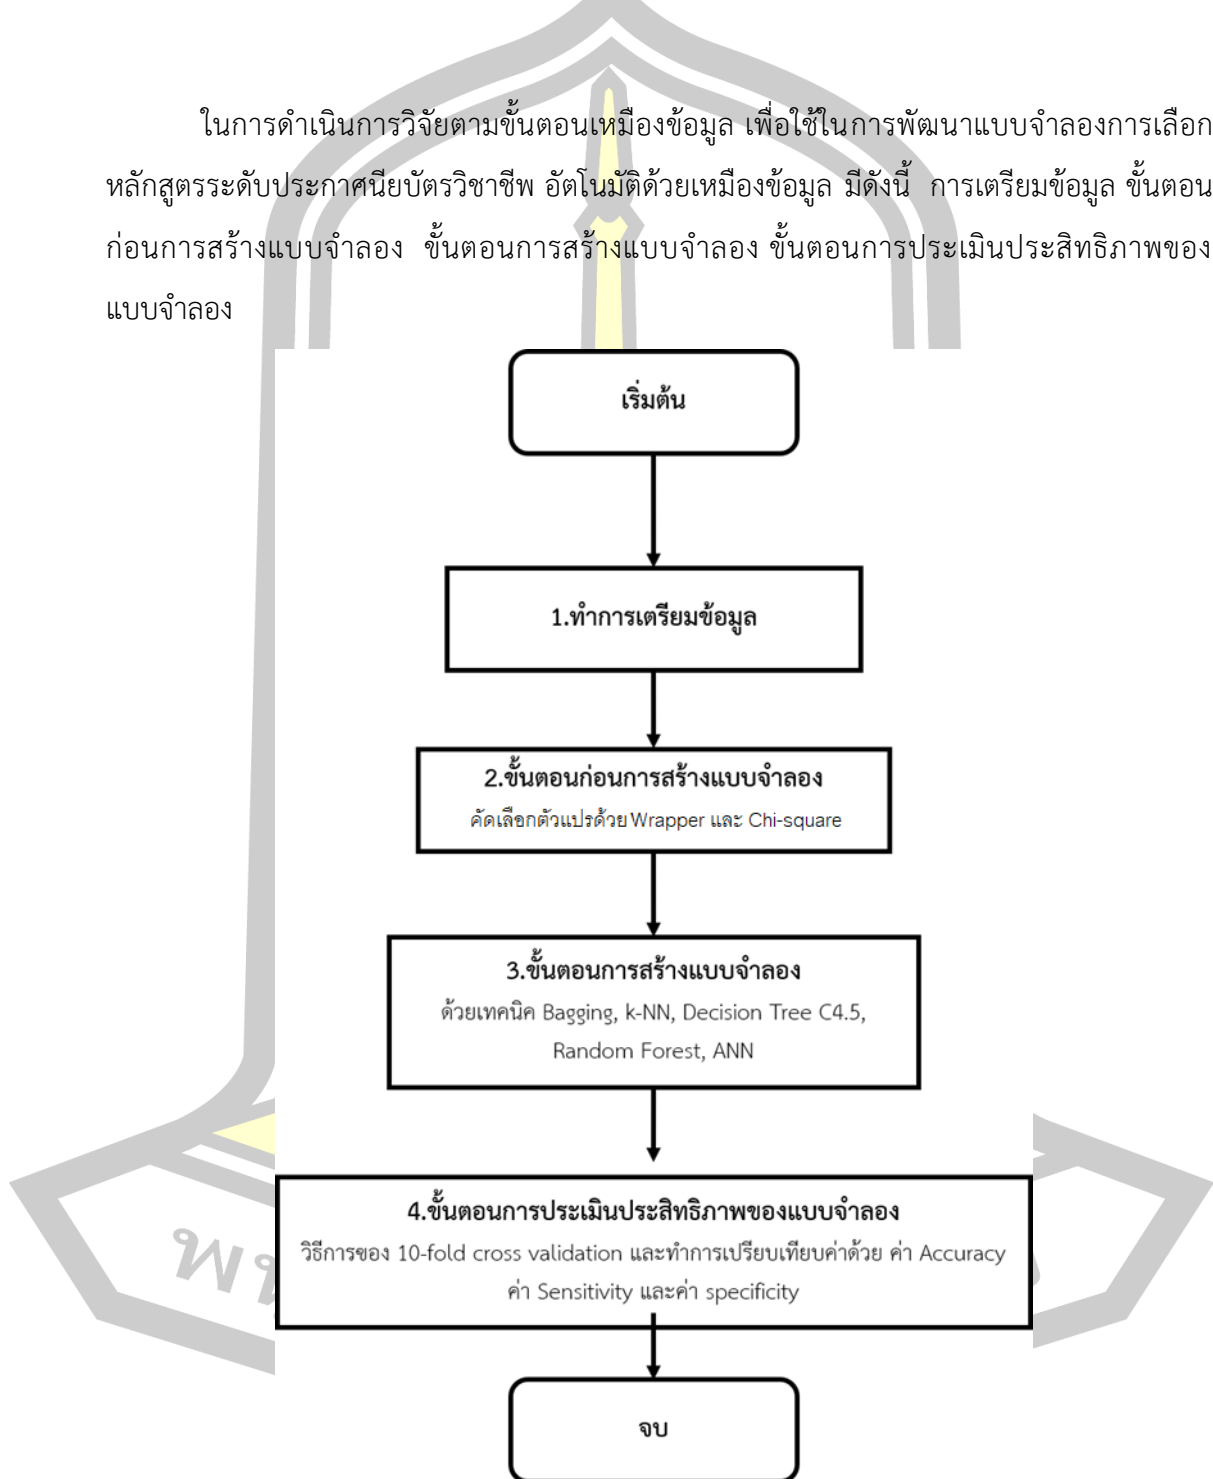 ในการดำเนินการวิจัยตามขั้นตอนเหมืองข้อมูล เพื่อใช้ในการพัฒนาแบบจำลองการเลือก
หลักสูตรระดับประกาศนียบัตรวิชาชีพ อัตโนมัติด้วยเหมืองข้อมูล มีดังนี้ การเตรียมข้อมูล ขั้นตอน
ก่อนการสร้างแบบจำลอง ขั้นตอนการสร้างแบบจำลอง ขั้นตอนการประเมินประสิทธิภาพของ
แบบจำลอง
เริ่มต้น
1.ทำการเตรียมข้อมูล
2.ขั้นตอนก่อนการสร้างแบบจำลอง
คัดเลือกตัวแปรด้วย Wrapper และ Chi-square
3.ขั้นตอนการสร้างแบบจำลอง
ด้วยเทคนิค Bagging, k-NN, Decision Tree C4.5,
Random Forest, ANN
4.ขั้นตอนการประเมินประสิทธิภาพของแบบจำลอง
วิธีการของ 10-fold cross validation และทำการเปรียบเทียบค่าด้วย ค่า Accuracy
ค่า Sensitivity และค่า specificity
จบ